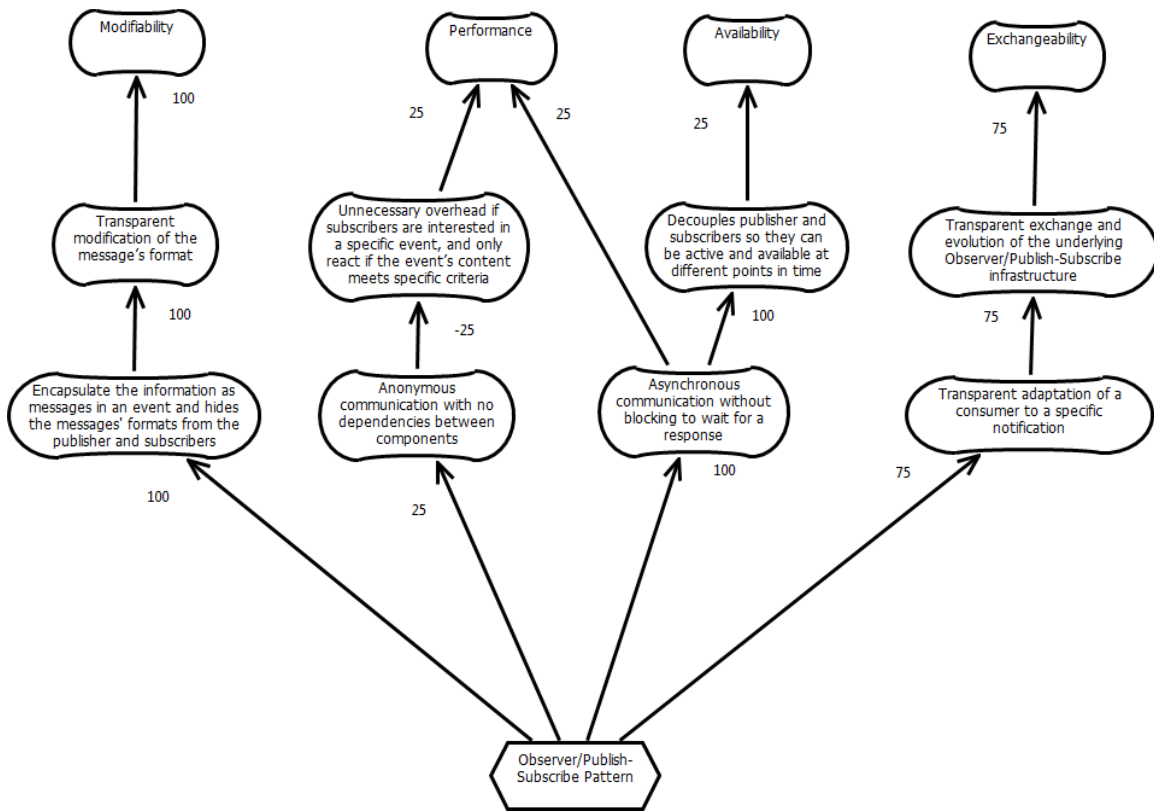 Modifiability
Performance
Availability
Exchangeability
100
25
25
25
75
Transparent
modification of the
message's format
Unnecessary overhead if
subscribers are interested
in a specific event, and only
react if the event's content
meets specific criteria
Decouples publisher and
subscribers so they can
be active and available at
different points in time
Transparent exchange and
evolution of the underlying
Observer/Publish-Subscribe
infrastructure
100
-25
100
75
Encapsulate the information as
messages in an event and hides
the messages' formats from the
publisher and subscribers
Anonymous
communication with no
dependencies between
components
Asynchronous
communication without
blocking to wait for a
response
Transparent adaptation of a
consumer to a specific
notification
100
25
100
75
Observer/Publish-
Subscribe Pattern